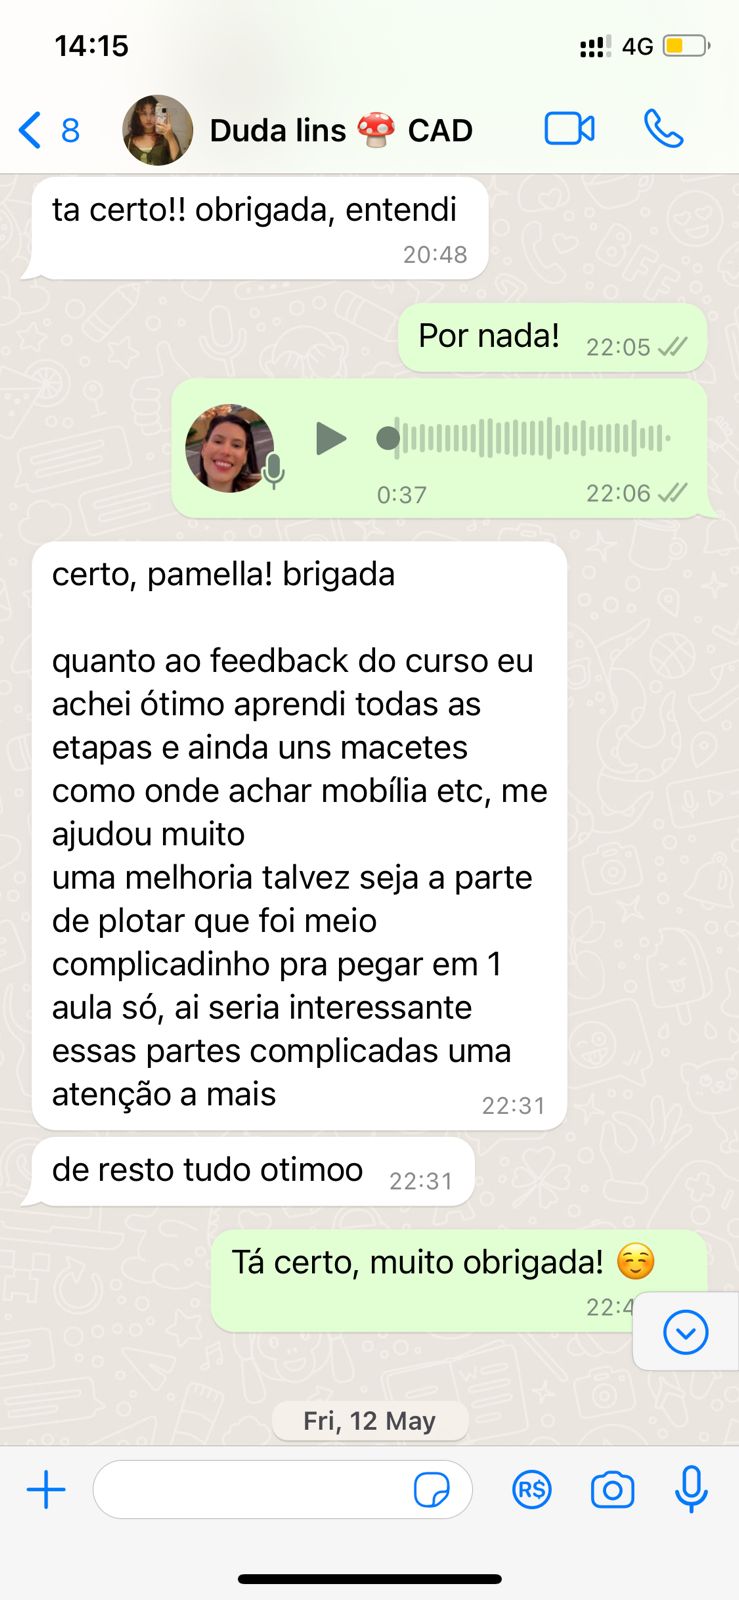 14:15
4G
8
Duda lins 🍄 CAD
ta certo!! obrigada, entendi
20:48
Por nada!
22:05
0:37
22:06
certo, pamella! brigada
quanto ao feedback do curso eu
achei ótimo aprendi todas as
etapas e ainda uns macetes
como onde achar mobília etc, me
ajudou muito
uma melhoria talvez seja a parte
de plotar que foi meio
complicadinho pra pegar em 1
aula só, ai seria interessante
essas partes complicadas uma
atenção a mais
22:31
de resto tudo otimoo
22:31
Tá certo, muito obrigada! ☺️
22:4
Fri, 12 May
R$